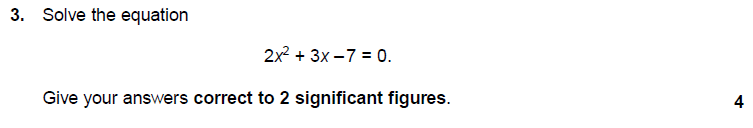 3. Solve the equation
2x² + 3x – 7 = 0.
Give your answers correct to 2 significant figures.
4